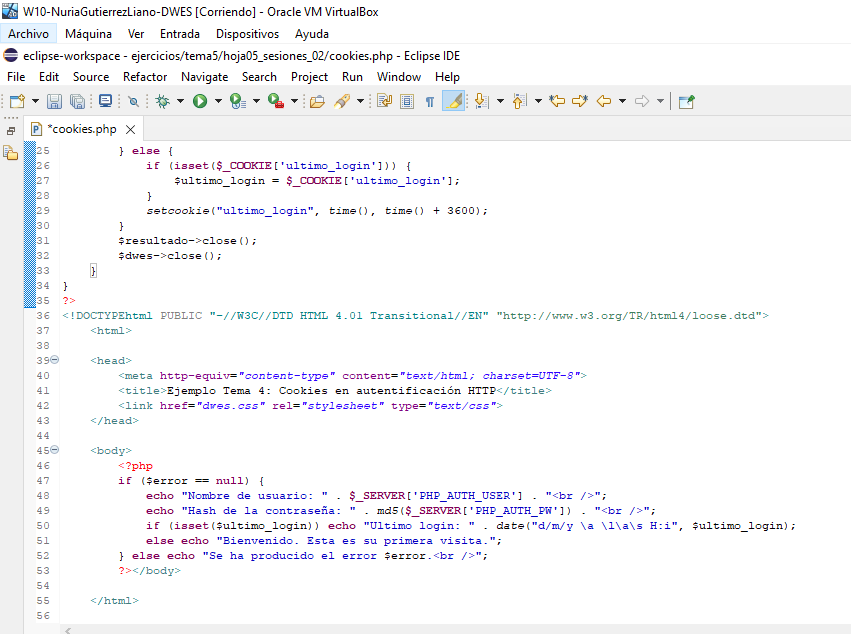 W10-NuriaGutierrezLiano-DWES [Corriendo] - Oracle VM VirtualBox
Archivo Máquina Ver Entrada Dispositivos Ayuda
eclipse-workspace - ejercicios/tema5/hoja05_sesiones_02/cookies.php - Eclipse IDE
File Edit Source Refactor Navigate Search Project Run Window Help
*cookies.php
25 } else {
26 if (isset($_COOKIE['ultimo_login'])) {
27 $ultimo_login = $_COOKIE['ultimo_login'];
28 }
29 setcookie("ultimo_login", time(), time() + 3600);
30 }
31 $resultado->close();
32 $dwes->close();
33 }
34 }
35 ?>
36 <!DOCTYPEhtml PUBLIC "-//W3C//DTD HTML 4.01 Transitional//EN" "http://www.w3.org/TR/html4/loose.dtd">
37 <html>
38
39 <head>
40 <meta http-equiv="content-type" content="text/html; charset=UTF-8">
41 <title>Ejemplo Tema 4: Cookies en autentificación HTTP</title>
42 <link href="dwes.css" rel="stylesheet" type="text/css">
43 </head>
44
45 <body>
46 <?php
47 if ($error == null) {
48 echo "Nombre de usuario: " . $_SERVER['PHP_AUTH_USER'] . "<br />";
49 echo "Hash de la contraseña: " . md5($_SERVER['PHP_AUTH_PW']) . "<br />";
50 if (isset($ultimo_login)) echo "Ultimo login: " . date("d/m/y \a \l\a\s H:i", $ultimo_login);
51 else echo "Bienvenido. Esta es su primera visita.";
52 } else echo "Se ha producido el error $error.<br />";
53 ?></body>
54
55 </html>
56